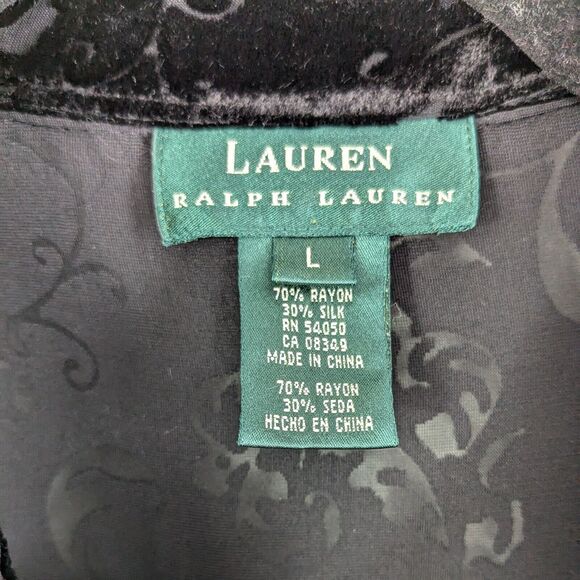 LAUREN
RALPH LAUREN
L
70% RAYON
30% SILK
RN 54050
CA 08349
MADE IN CHINA
70% RAYON
30% SEDA
HECHO EN CHINA